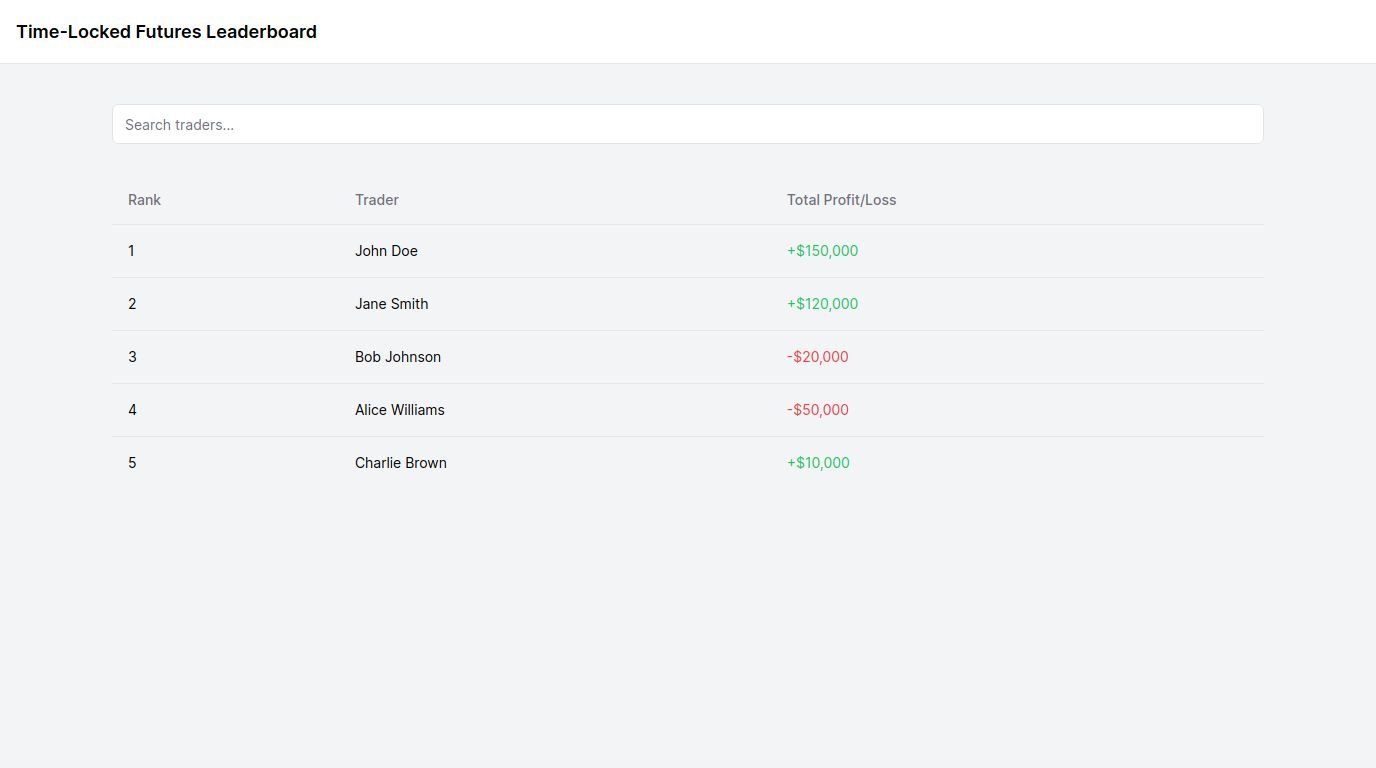 Time-Locked Futures Leaderboard
Search traders...
Rank Trader Total Profit/Loss
1 John Doe +$150,000
2 Jane Smith +$120,000
3 Bob Johnson -$20,000
4 Alice Williams -$50,000
5 Charlie Brown +$10,000